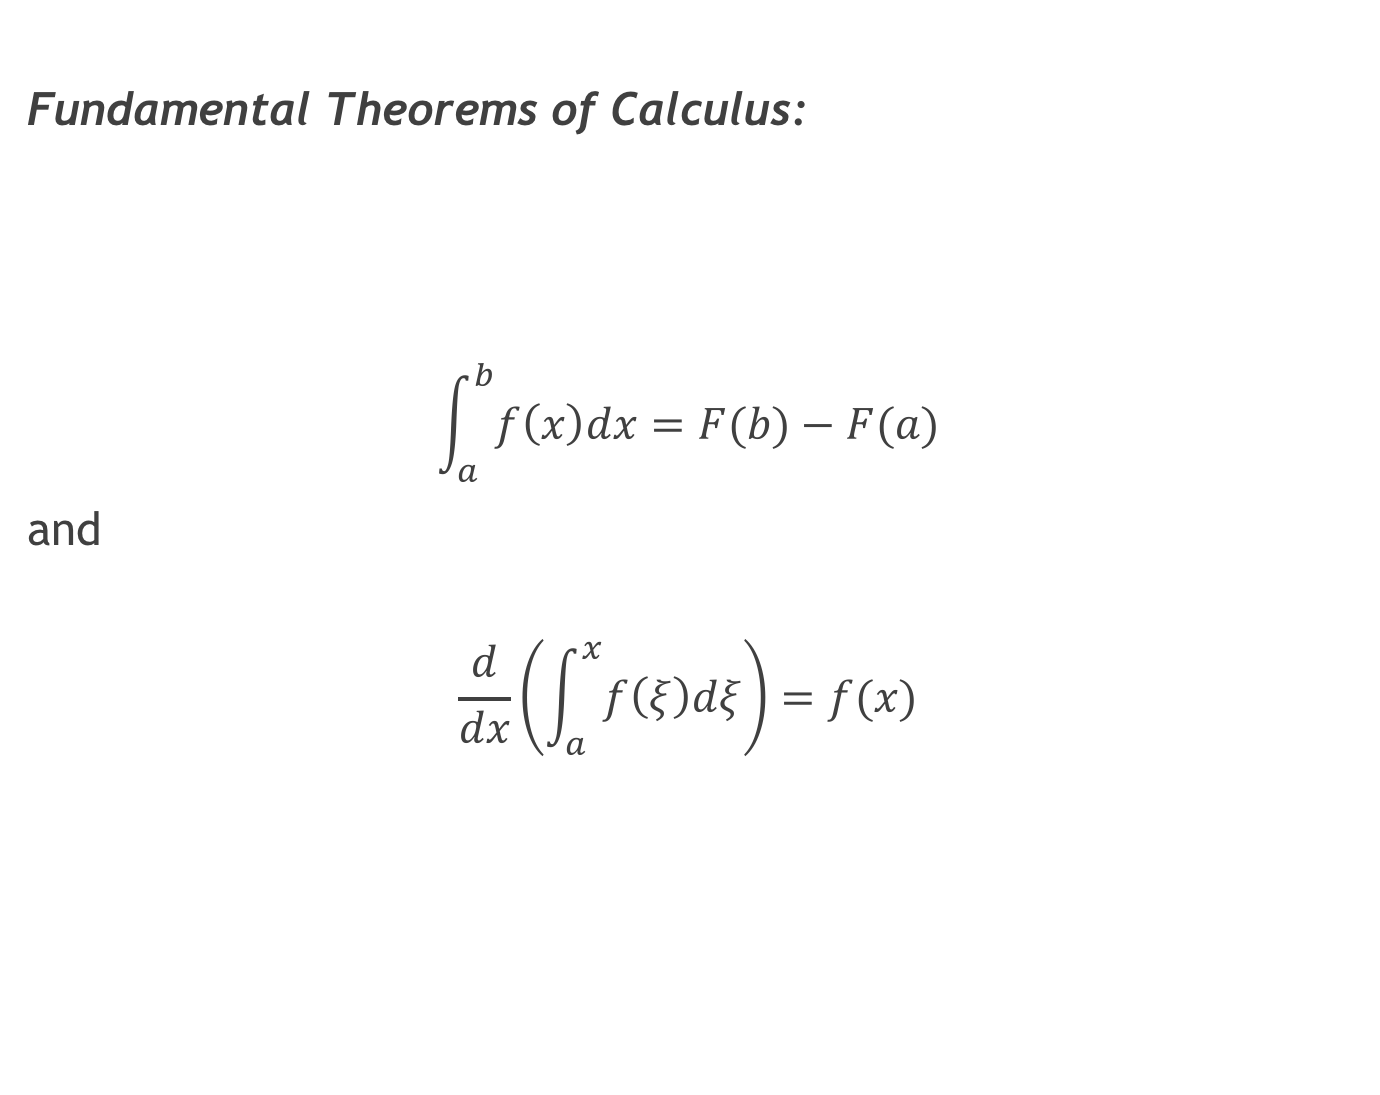 Fundamental Theorems of Calculus:
∫_a^b f(x)dx = F(b) − F(a)
and
d/dx (∫_a^x f(ξ)dξ) = f(x)